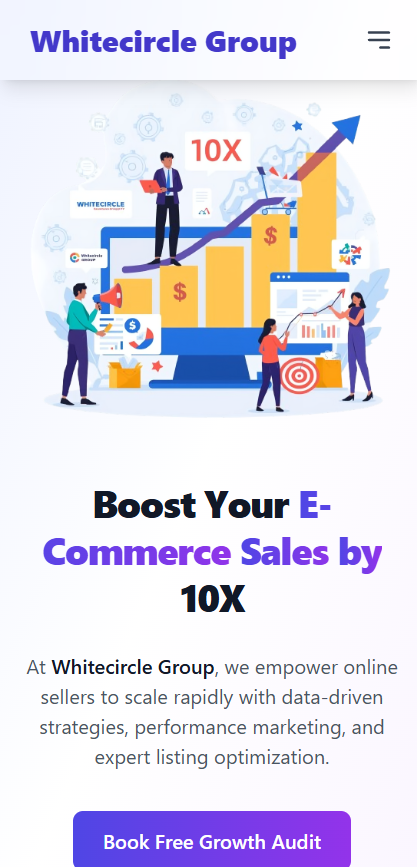 Whitecircle Group
10X
WHITECIRCLE
Whitecircle
GROUP
$
$
$
Boost Your E-
Commerce Sales by
10X
At Whitecircle Group, we empower online
sellers to scale rapidly with data-driven
strategies, performance marketing, and
expert listing optimization.
Book Free Growth Audit